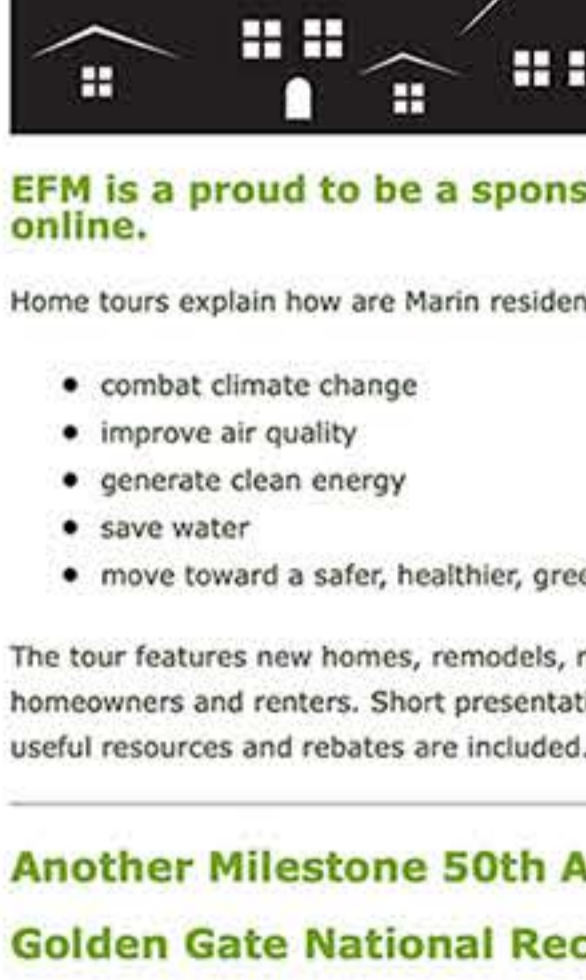 EFM is a proud to be a spons
online.
Home tours explain how are Marin residen
• combat climate change
• improve air quality
• generate clean energy
• save water
• move toward a safer, healthier, gree
The tour features new homes, remodels,
homeowners and renters. Short presentat
useful resources and rebates are included.
Another Milestone 50th A
Golden Gate National Rec